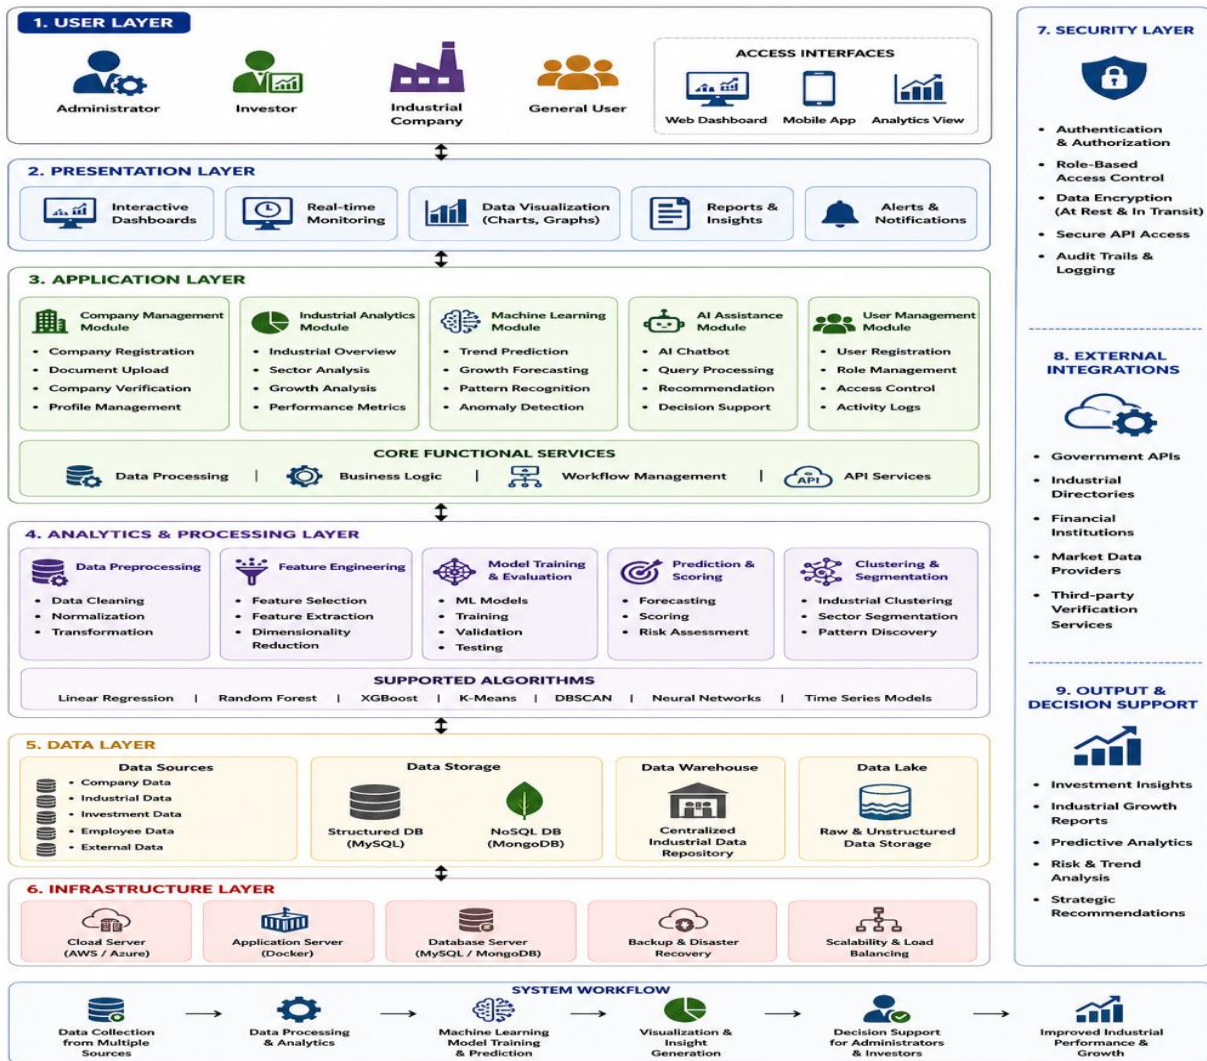 1. USER LAYER
Administrator
Investor
Industrial
Company
General User
ACCESS INTERFACES
Web Dashboard
Mobile App
Analytics View
2. PRESENTATION LAYER
Interactive
Dashboards
Real-time
Monitoring
Data Visualization
(Charts, Graphs)
Reports &
Insights
Alerts &
Notifications
3. APPLICATION LAYER
Company Management
Module
• Company Registration
• Document Upload
• Company Verification
• Profile Management
Industrial Analytics
Module
• Industrial Overview
• Sector Analysis
• Growth Analysis
• Performance Metrics
Machine Learning
Module
• Trend Prediction
• Growth Forecasting
• Pattern Recognition
• Anomaly Detection
AI Assistance
Module
• AI Chatbot
• Query Processing
• Recommendation
• Decision Support
User Management
Module
• User Registration
• Role Management
• Access Control
• Activity Logs
CORE FUNCTIONAL SERVICES
Data Processing | Business Logic | Workflow Management | API API Services
4. ANALYTICS & PROCESSING LAYER
Data Preprocessing
• Data Cleaning
• Normalization
• Transformation
Feature Engineering
• Feature Selection
• Feature Extraction
• Dimensionality
Reduction
Model Training
& Evaluation
• ML Models
• Training
• Validation
• Testing
Prediction &
Scoring
• Forecasting
• Scoring
• Risk Assessment
Clustering &
Segmentation
• Industrial Clustering
• Sector Segmentation
• Pattern Discovery
SUPPORTED ALGORITHMS
Linear Regression | Random Forest | XGBoost | K-Means | DBSCAN | Neural Networks | Time Series Models
5. DATA LAYER
Data Sources
• Company Data
• Industrial Data
• Investment Data
• Employee Data
• External Data
Data Storage
Structured DB
(MySQL)
NoSQL DB
(MongoDB)
Data Warehouse
Centralized
Industrial Data
Repository
Data Lake
Raw & Unstructured
Data Storage
6. INFRASTRUCTURE LAYER
Cload Server
(AWS / Azure)
Application Server
(Docker)
Database Server
(MySQL / MongoDB)
Backup & Disaster
Recovery
Scalability & Load
Balancing
7. SECURITY LAYER
• Authentication
& Authorization
• Role-Based
Access Control
• Data Encryption
(At Rest & In Transit)
• Secure API Access
• Audit Trails &
Logging
8. EXTERNAL
INTEGRATIONS
• Government APIs
• Industrial
Directories
• Financial
Institutions
• Market Data
Providers
• Third-party
Verification
Services
9. OUTPUT &
DECISION SUPPORT
• Investment Insights
• Industrial Growth
Reports
• Predictive Analytics
• Risk & Trend
Analysis
• Strategic
Recommendations
SYSTEM WORKFLOW
Data Collection
from Multiple
Sources
Data Processing
& Analytics
Machine Learning
Model Training
& Prediction
Visualization &
Insight
Generation
Decision Support
for Administrators
& Investors
Improved Industrial
Performance &
Growth